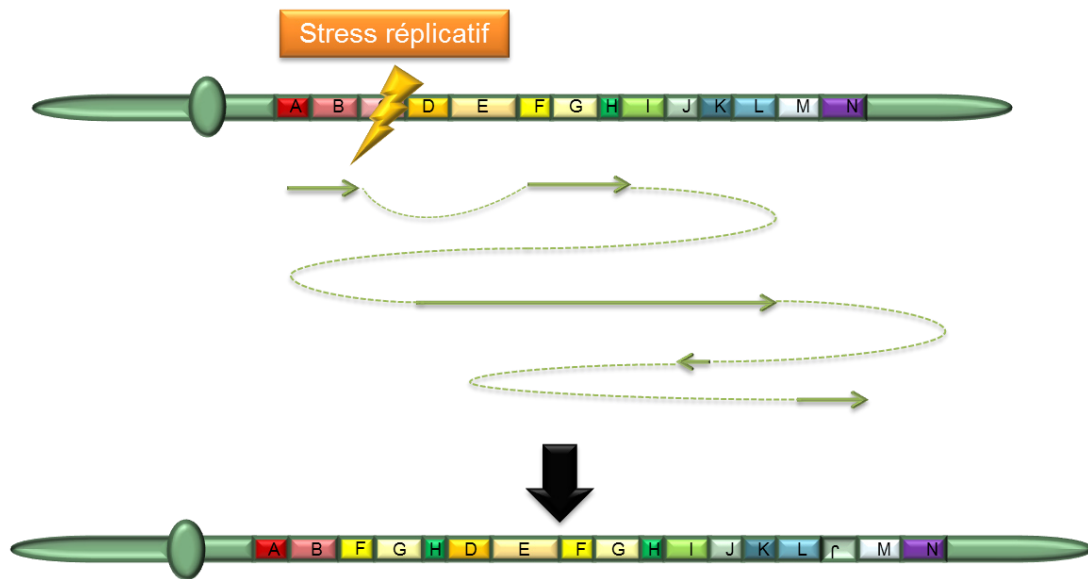 Stress réplicatif
A B D E F G H I J K L M N
A B F G H D E F G H I J K L J M N